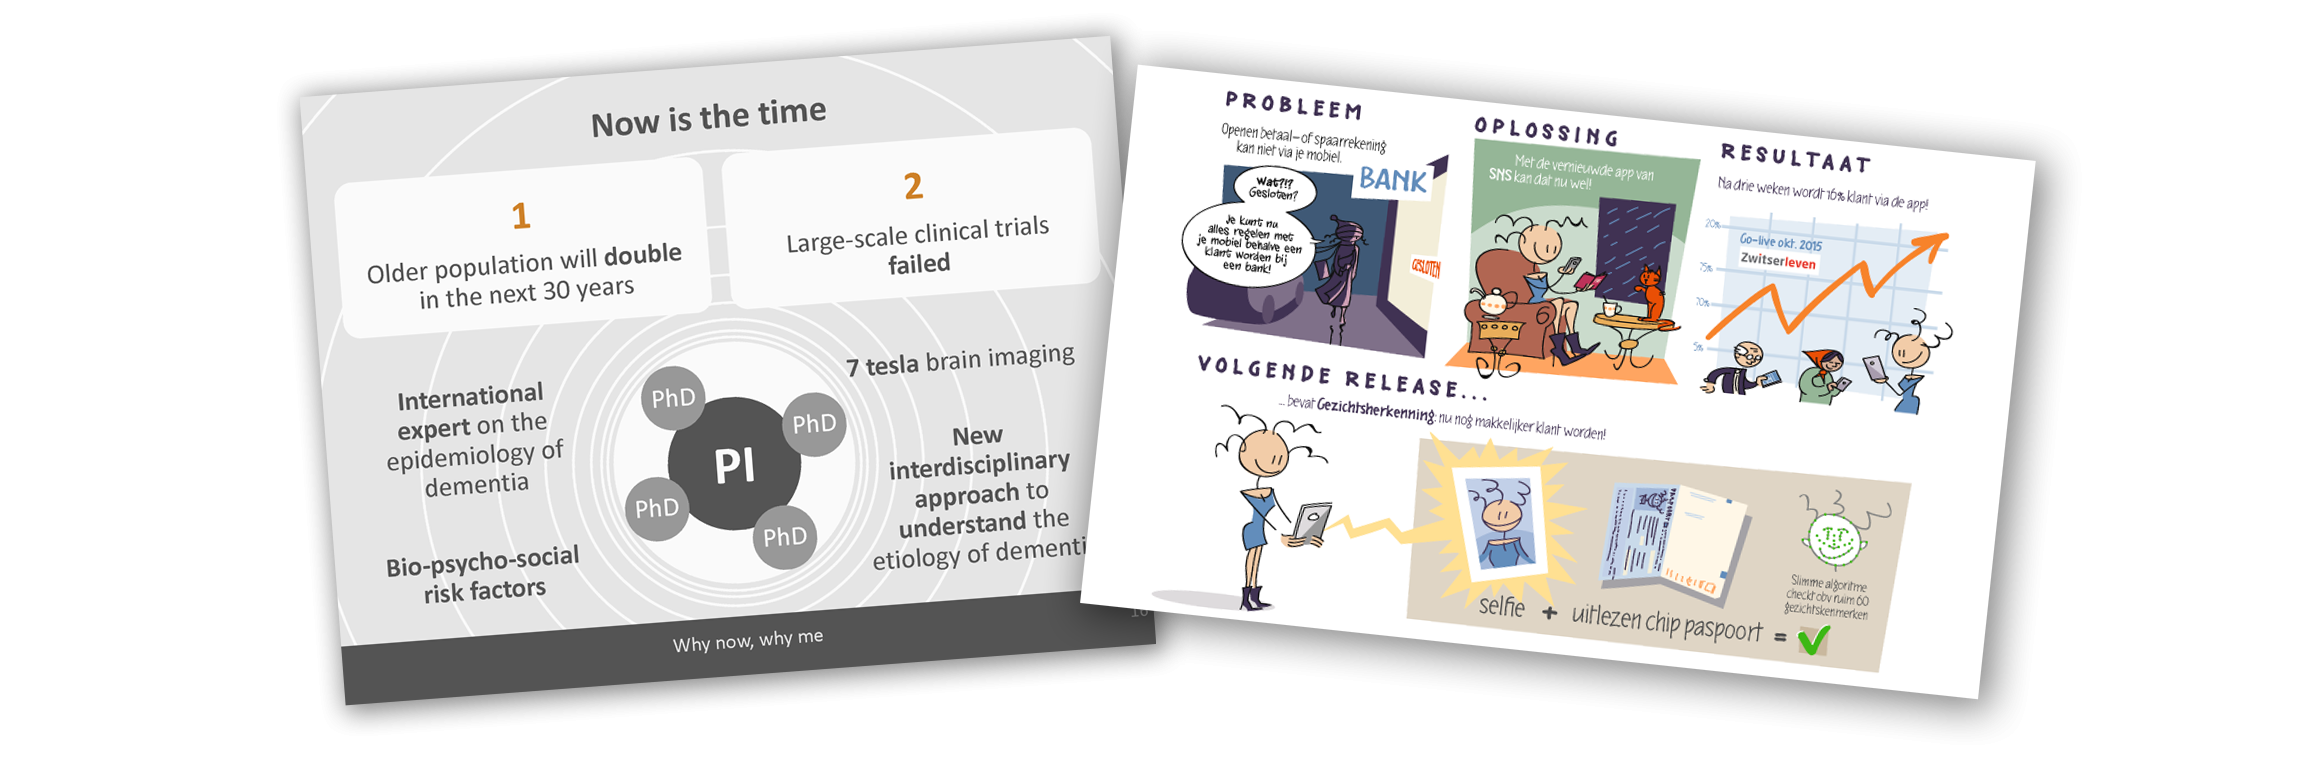 Now is the time
1
Older population will double
in the next 30 years
2
Large-scale clinical trials
failed
International
expert on the
epidemiology of
dementia
Bio-psycho-social
risk factors
PhD
PhD
PI
PhD
PhD
7 tesla brain imaging
New
interdisciplinary
approach to
understand the
etiology of dementi
Why now, why me
PROBLEEM
Openen betaal- of spaarrekening
kan niet via je mobiel.
BANK
Wat?!?
Gesloten?
Je kunt nu
alles regelen met
je mobiel behalve een
klant worden bij
een bank!
GESLOTEN
OPLOSSING
Met de vernieuwde app van
SNS kan dat nu wel!
RESULTAAT
Na drie weken wordt 16% klant via de app!
20%
15%
10%
5%
Go-live okt. 2015
Zwitserleven
VOLGENDE RELEASE...
... bevat Gezichtsherkenning: nu nog makkelijker klant worden!
Slimme algoritme
checkt obv ruim 60
gezichtskenmerken
selfie + uitlezen chip paspoort =